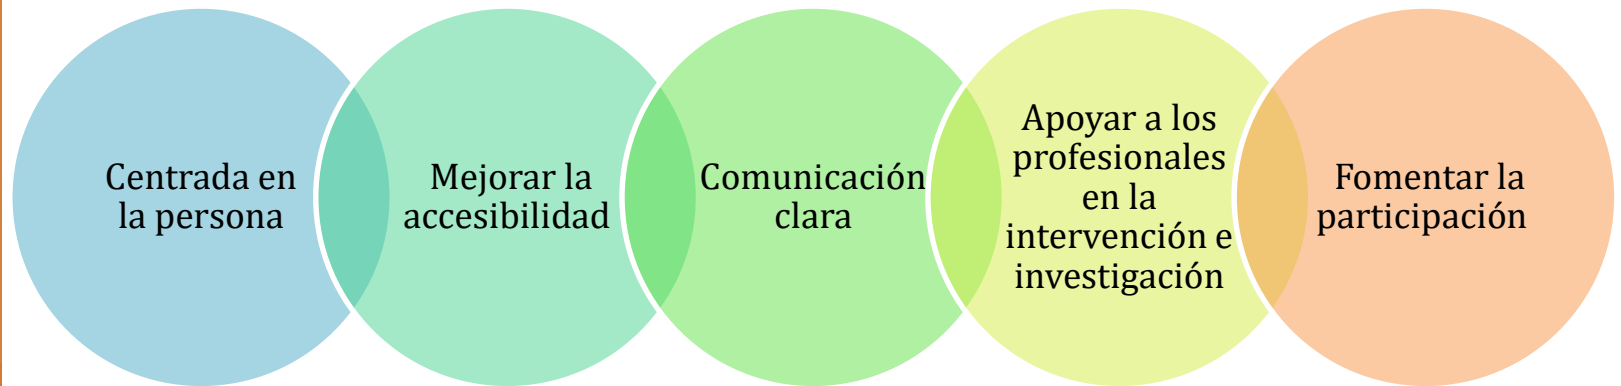 Centrada en
la persona
Mejorar la
accesibilidad
Comunicación
clara
Apoyar a los
profesionales
en la
intervención e
investigación
Fomentar la
participación